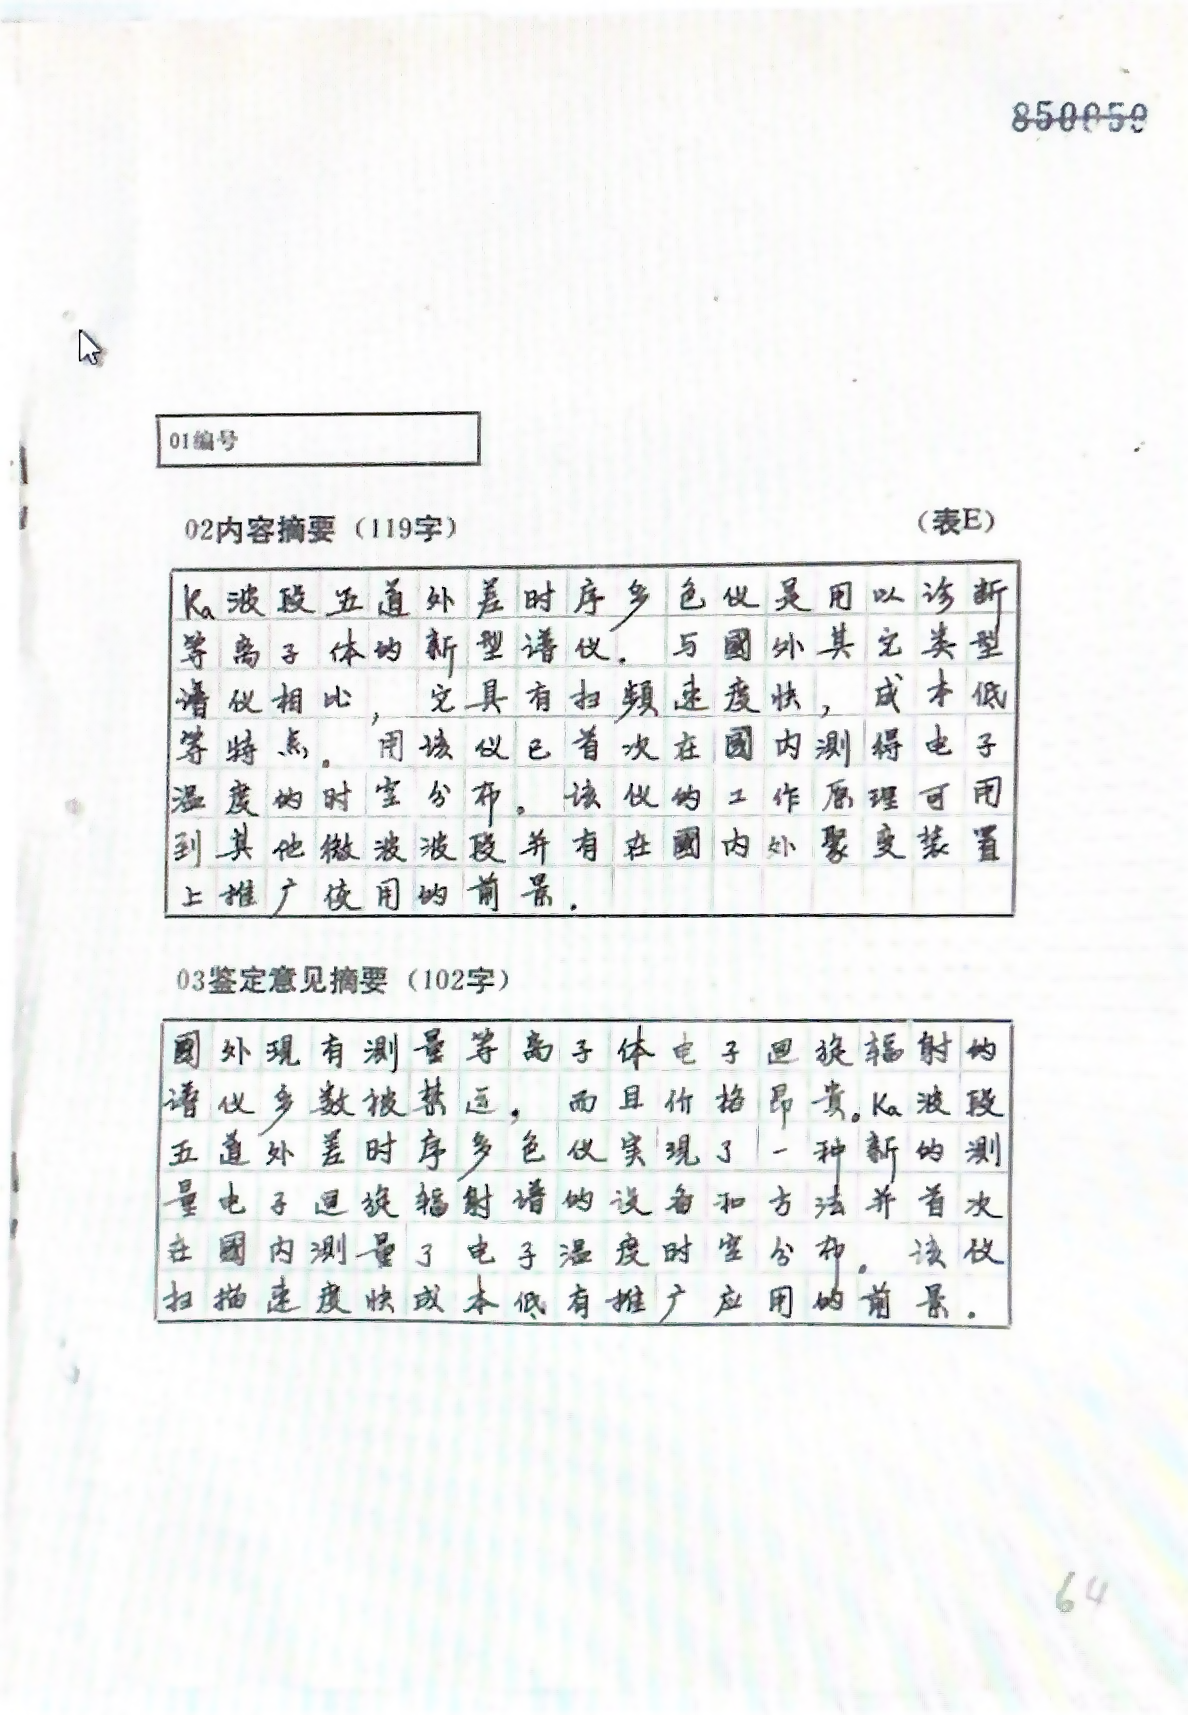 850050
01编号
02内容摘要（119字）
（表E）
Ka波段五道外差时序多色仪是用以诊断
等离子体的新型谱仪。与國外其它类型
谱仪相比，它具有扫频速度快，成本低
等特点。用该仪已首次在國内测得电子
温度的时空分布。该仪的工作原理可用
到其他微波波段并有在國内外聚变装置
上推广使用的前景。
03鉴定意见摘要（102字）
國外现有测量等离子体电子迴旋辐射的
谱仪多数被禁运，而且价格昂贵。Ka波段
五道外差时序多色仪实现了一种新的测
量电子迴旋辐射谱的设备和方法并首次
在國内测量了电子温度时空分布。该仪
扫描速度快成本低有推广应用的前景。
64